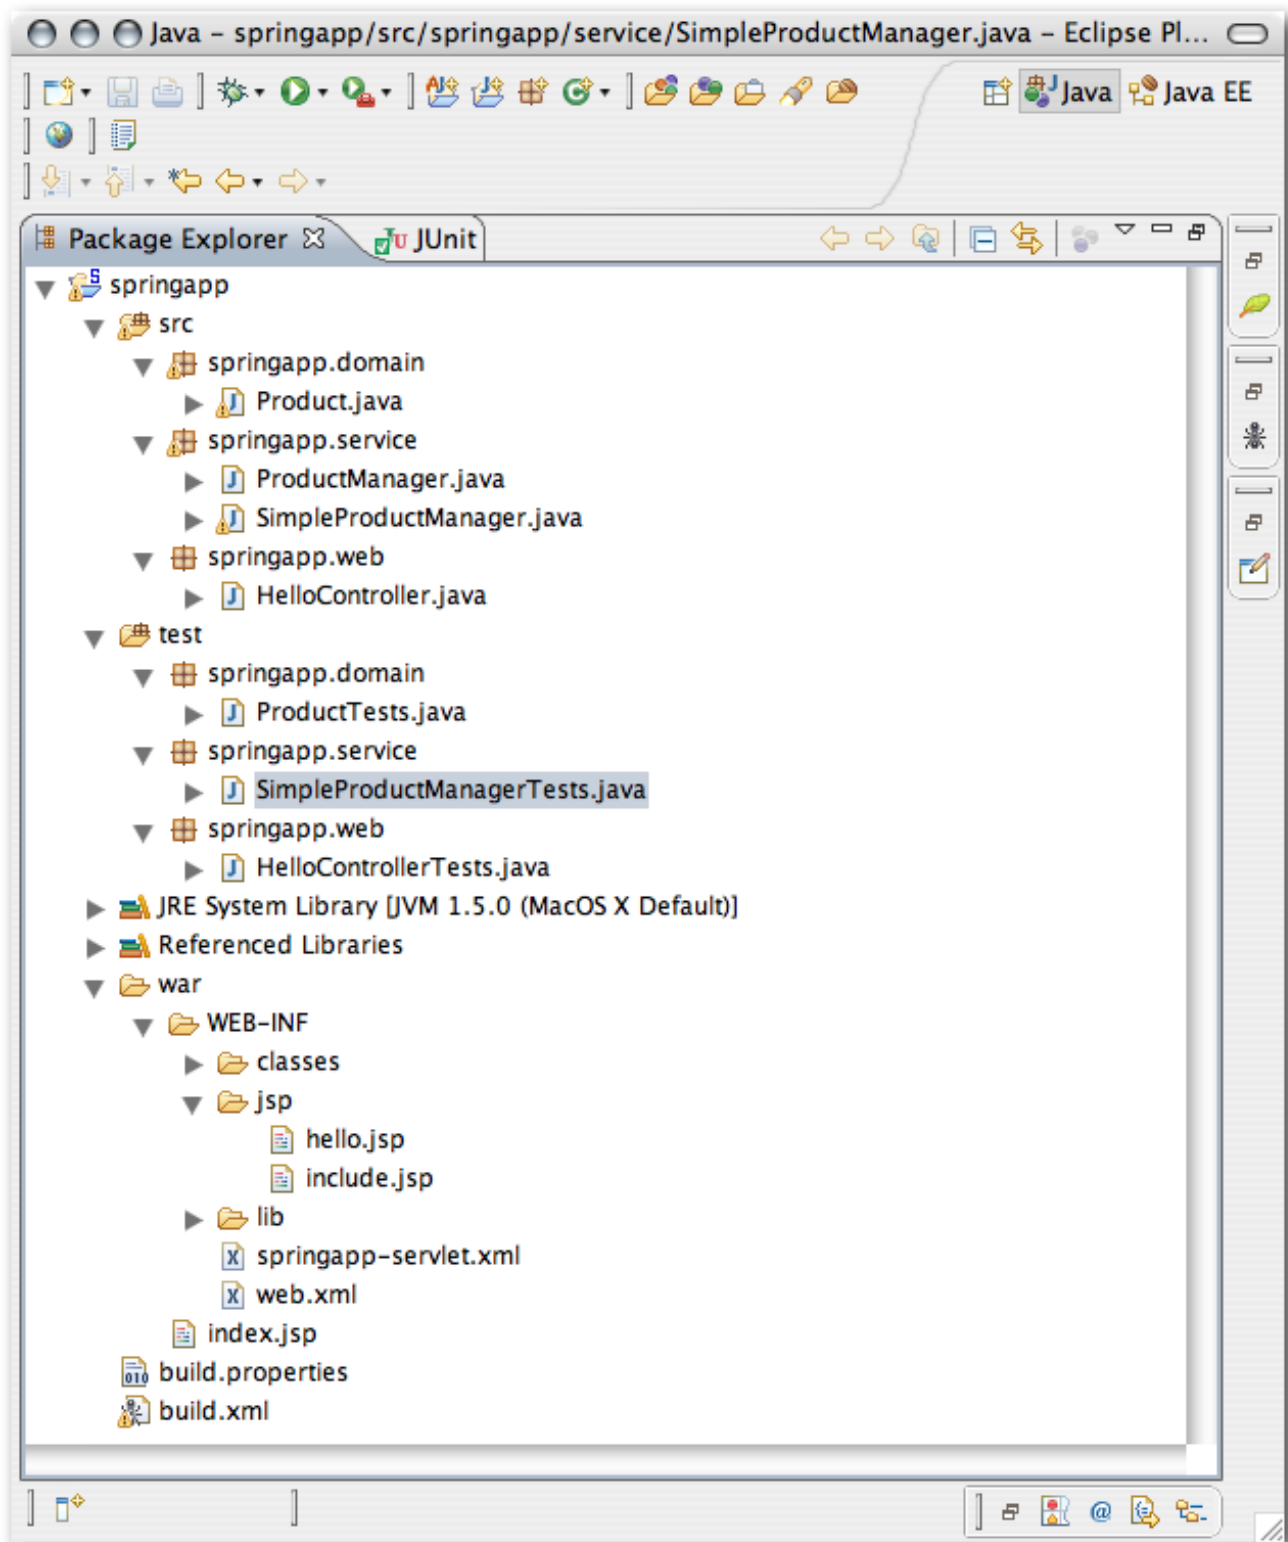 Java – springapp/src/springapp/service/SimpleProductManager.java – Eclipse Pl...
Java Java EE
Package Explorer JUnit
springapp
src
springapp.domain
Product.java
springapp.service
ProductManager.java
SimpleProductManager.java
springapp.web
HelloController.java
test
springapp.domain
ProductTests.java
springapp.service
SimpleProductManagerTests.java
springapp.web
HelloControllerTests.java
JRE System Library [JVM 1.5.0 (MacOS X Default)]
Referenced Libraries
war
WEB-INF
classes
jsp
hello.jsp
include.jsp
lib
springapp-servlet.xml
web.xml
index.jsp
build.properties
build.xml